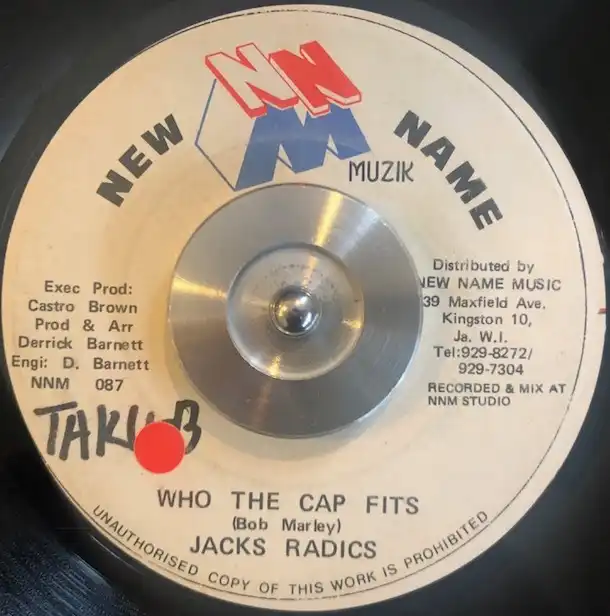 NEW NAME
NNM
MUZIK
Exec Prod:
Castro Brown
Prod & Arr
Derrick Barnett
Engi: D. Barnett
NNM 087
Distributed by
NEW NAME MUSIC
39 Maxfield Ave.
Kingston 10,
Ja. W.I.
Tel:929-8272/
929-7304
RECORDED & MIX AT
NNM STUDIO
WHO THE CAP FITS
(Bob Marley)
JACKS RADICS
UNAUTHORISED COPY OF THIS WORK IS PROHIBITED